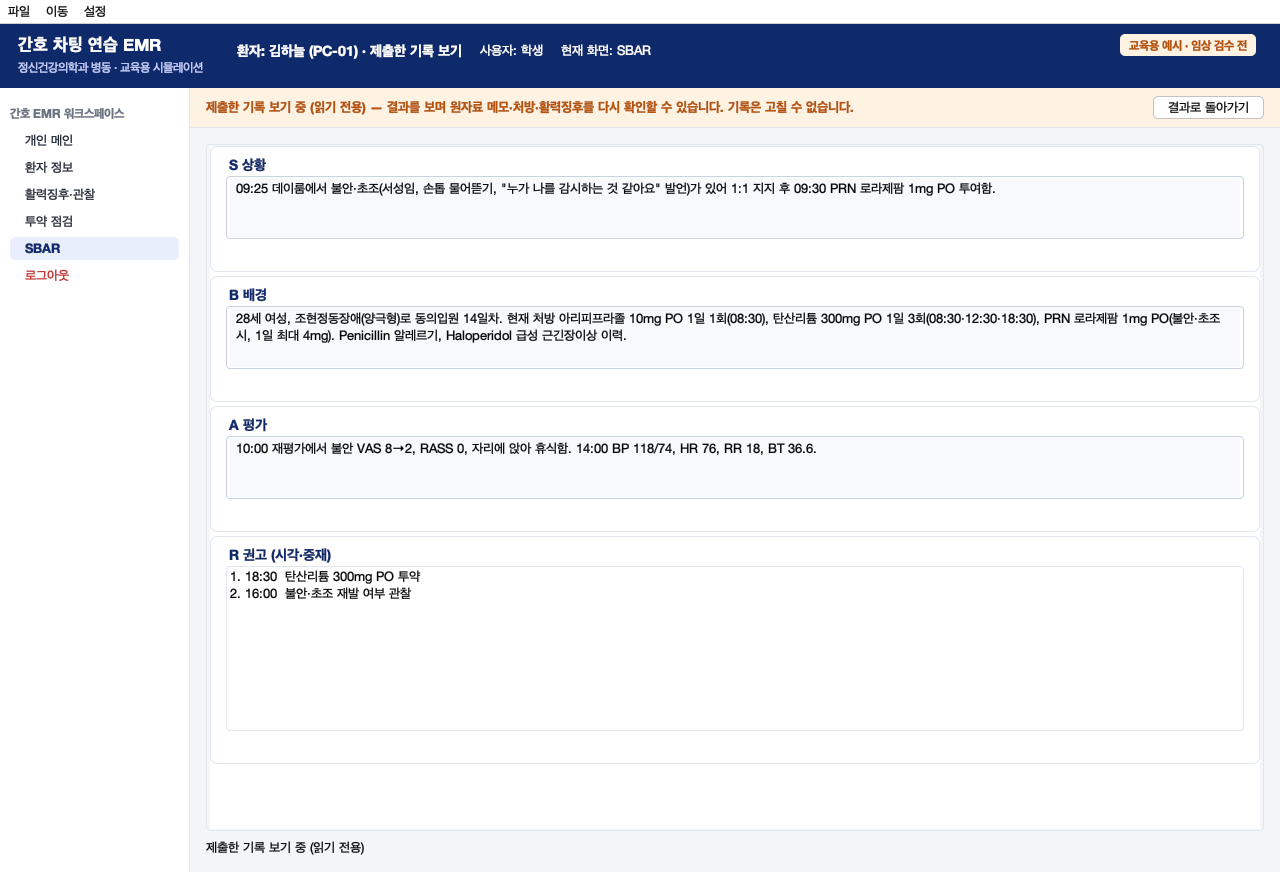 파일 이동 설정
간호 차팅 연습 EMR
정신건강의학과 병동 · 교육용 시뮬레이션
환자: 김하늘 (PC-01) · 제출한 기록 보기 사용자: 학생 현재 화면: SBAR
교육용 예시 · 임상 검수 전
간호 EMR 워크스페이스
개인 메인
환자 정보
활력징후·관찰
투약 점검
SBAR
로그아웃
제출한 기록 보기 중 (읽기 전용) — 결과를 보며 원자료 메모·처방·활력징후를 다시 확인할 수 있습니다. 기록은 고칠 수 없습니다.
결과로 돌아가기
S 상황
09:25 데이룸에서 불안·초조(서성임, 손톱 물어뜯기, "누가 나를 감시하는 것 같아요" 발언)가 있어 1:1 지지 후 09:30 PRN 로라제팜 1mg PO 투여함.
B 배경
28세 여성, 조현정동장애(양극형)로 동의입원 14일차. 현재 처방 아리피프라졸 10mg PO 1일 1회(08:30), 탄산리튬 300mg PO 1일 3회(08:30·12:30·18:30), PRN 로라제팜 1mg PO(불안·초조
시, 1일 최대 4mg). Penicillin 알레르기, Haloperidol 급성 근긴장이상 이력.
A 평가
10:00 재평가에서 불안 VAS 8→2, RASS 0, 자리에 앉아 휴식함. 14:00 BP 118/74, HR 76, RR 18, BT 36.6.
R 권고 (시각·중재)
1. 18:30 탄산리튬 300mg PO 투약
2. 16:00 불안·초조 재발 여부 관찰
제출한 기록 보기 중 (읽기 전용)